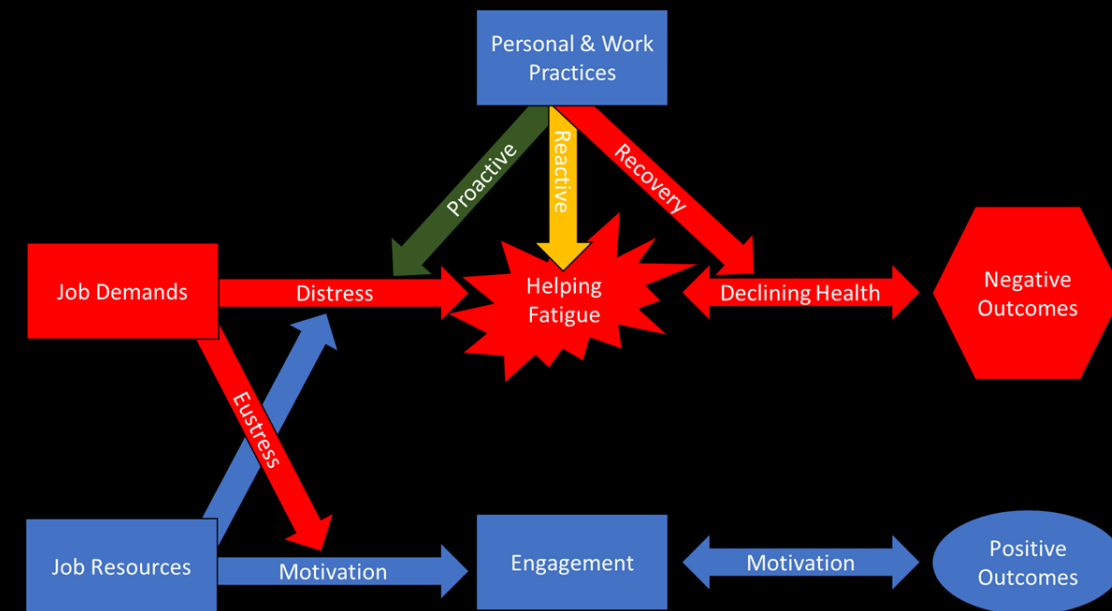 Personal & Work
Practices
Proactive
Reactive
Recovery
Job Demands
Distress
Helping
Fatigue
Declining Health
Negative
Outcomes
Eustress
Job Resources
Motivation
Engagement
Motivation
Positive
Outcomes